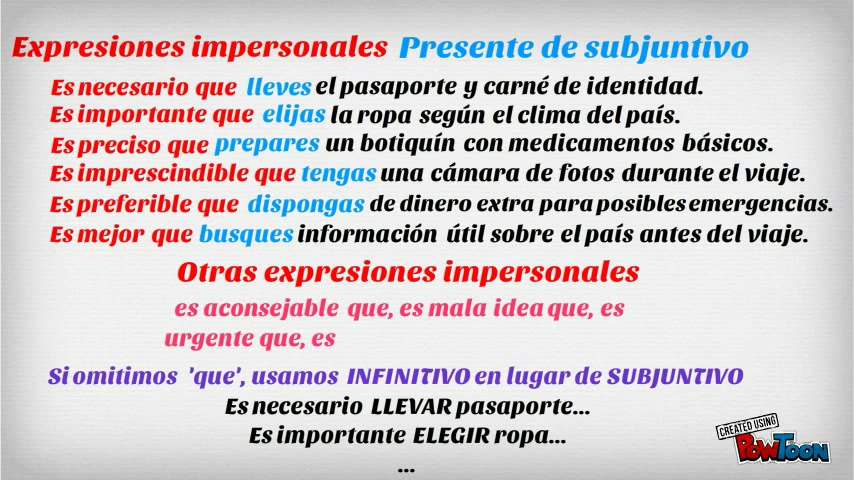 Expresiones impersonales Presente de subjuntivo
Es necesario que lleves el pasaporte y carné de identidad.
Es importante que elijas la ropa según el clima del país.
Es preciso que prepares un botiquín con medicamentos básicos.
Es imprescindible que tengas una cámara de fotos durante el viaje.
Es preferible que dispongas de dinero extra para posibles emergencias.
Es mejor que busques información útil sobre el país antes del viaje.
Otras expresiones impersonales
es aconsejable que, es mala idea que, es
urgente que, es
Si omitimos 'que', usamos INFINITIVO en lugar de SUBJUNTIVO
Es necesario LLEVAR pasaporte...
Es importante ELEGIR ropa...
...
CREATED USING
POWTOON